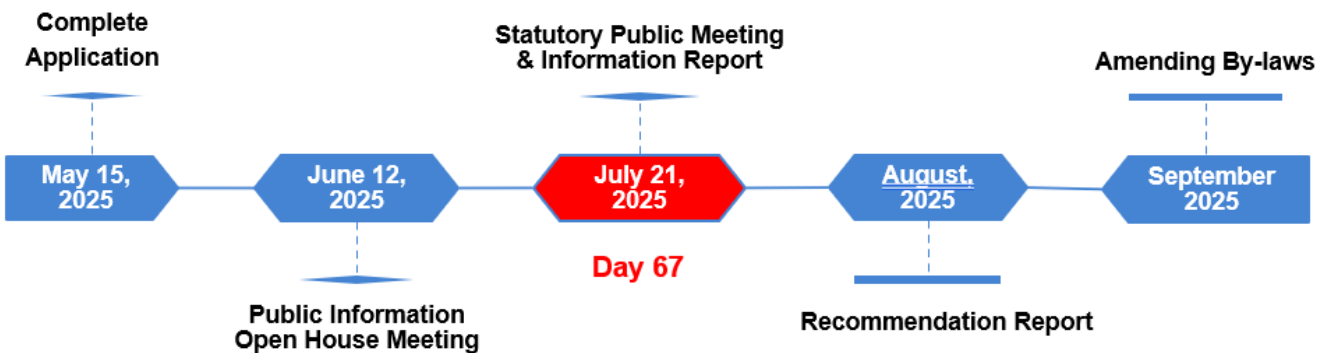 Complete
Application
Statutory Public Meeting
& Information Report
Amending By-laws
May 15,
2025
June 12,
2025
July 21,
2025
August,
2025
September
2025
Day 67
Public Information
Open House Meeting
Recommendation Report